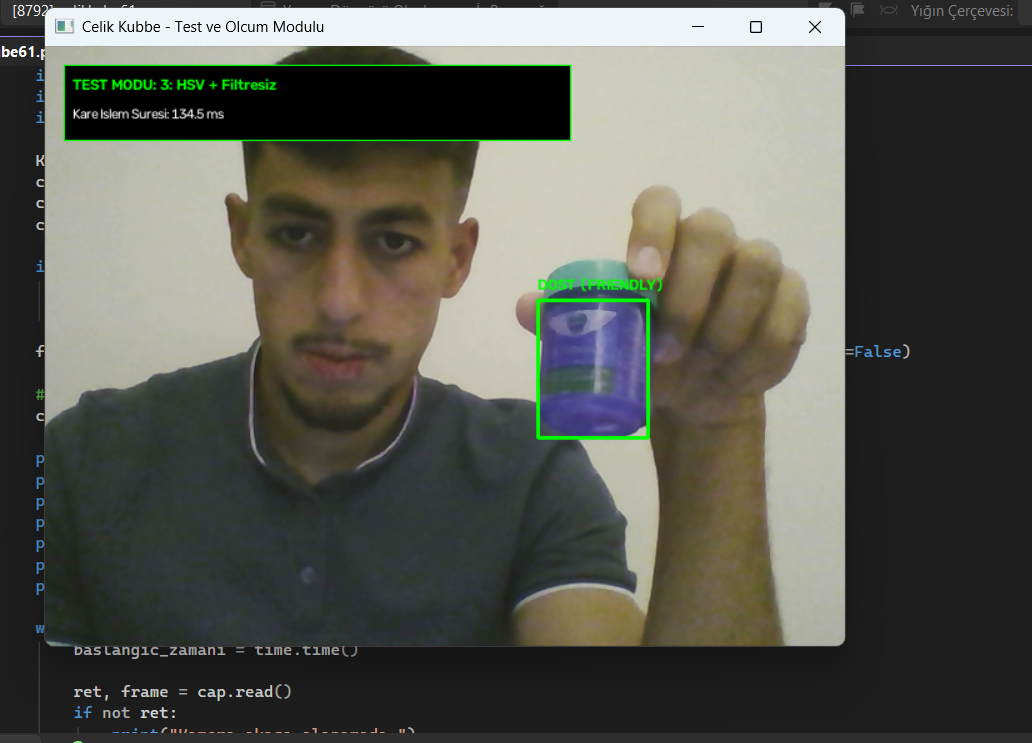 [8792]
Yığın Çerçevesi:
Celik Kubbe - Test ve Olcum Modulu
be61.p
TEST MODU: 3: HSV + Filtresiz
Kare Islem Suresi: 134.5 ms
DOST (FRIENDLY)
i
i
i
K
c
c
c
i
f
=False)
#
c
p
p
p
p
p
p
p
w
baslangic_zamani = time.time()
ret, frame = cap.read()
if not ret: